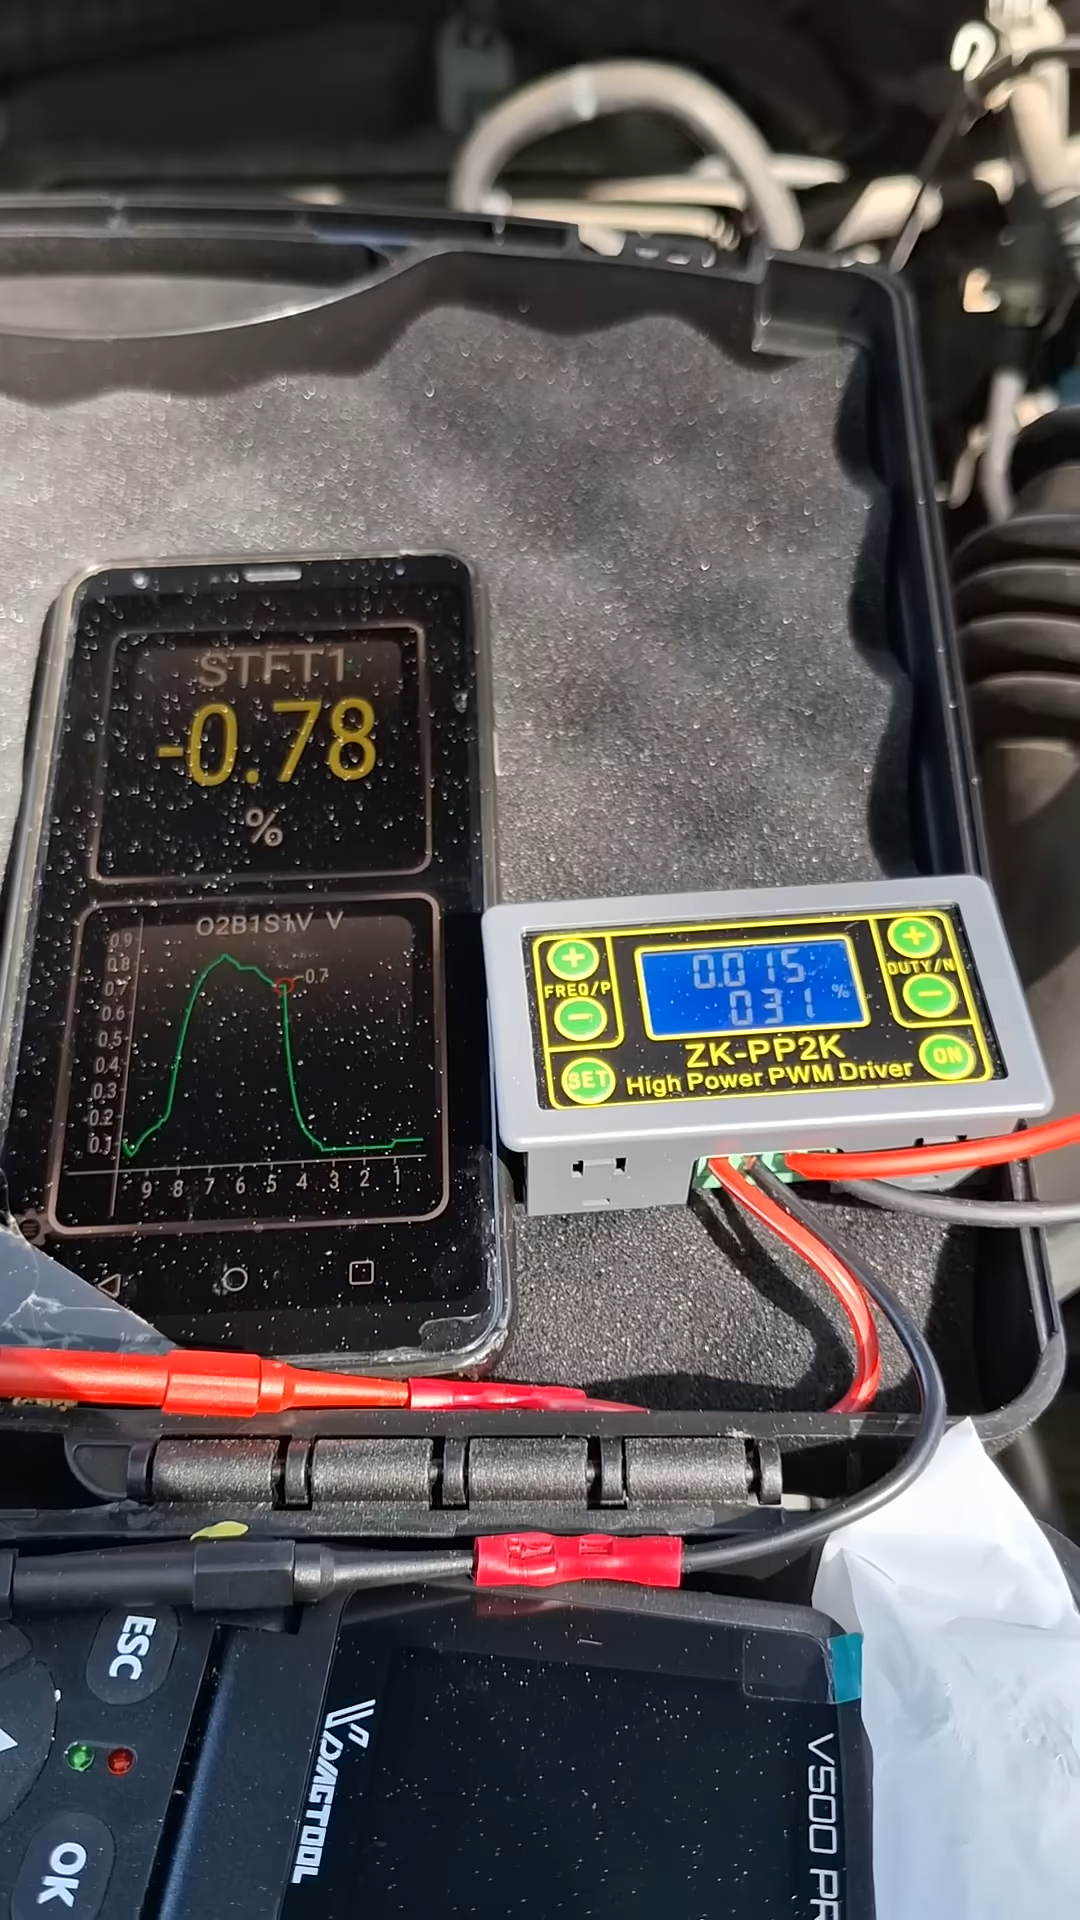 STFT1
-0.78
%
O2B1S1V V
0.9
0.8
0.7
0.6
0.5
0.4
0.3
0.2
0.1
0.7
9 8 7 6 5 4 3 2 1
FREQ/P
SET
0.015
031 %
DUTY/N
ON
ZK-PP2K
High Power PWM Driver
ESC
OK
VDIAGTOOL
V500 PR